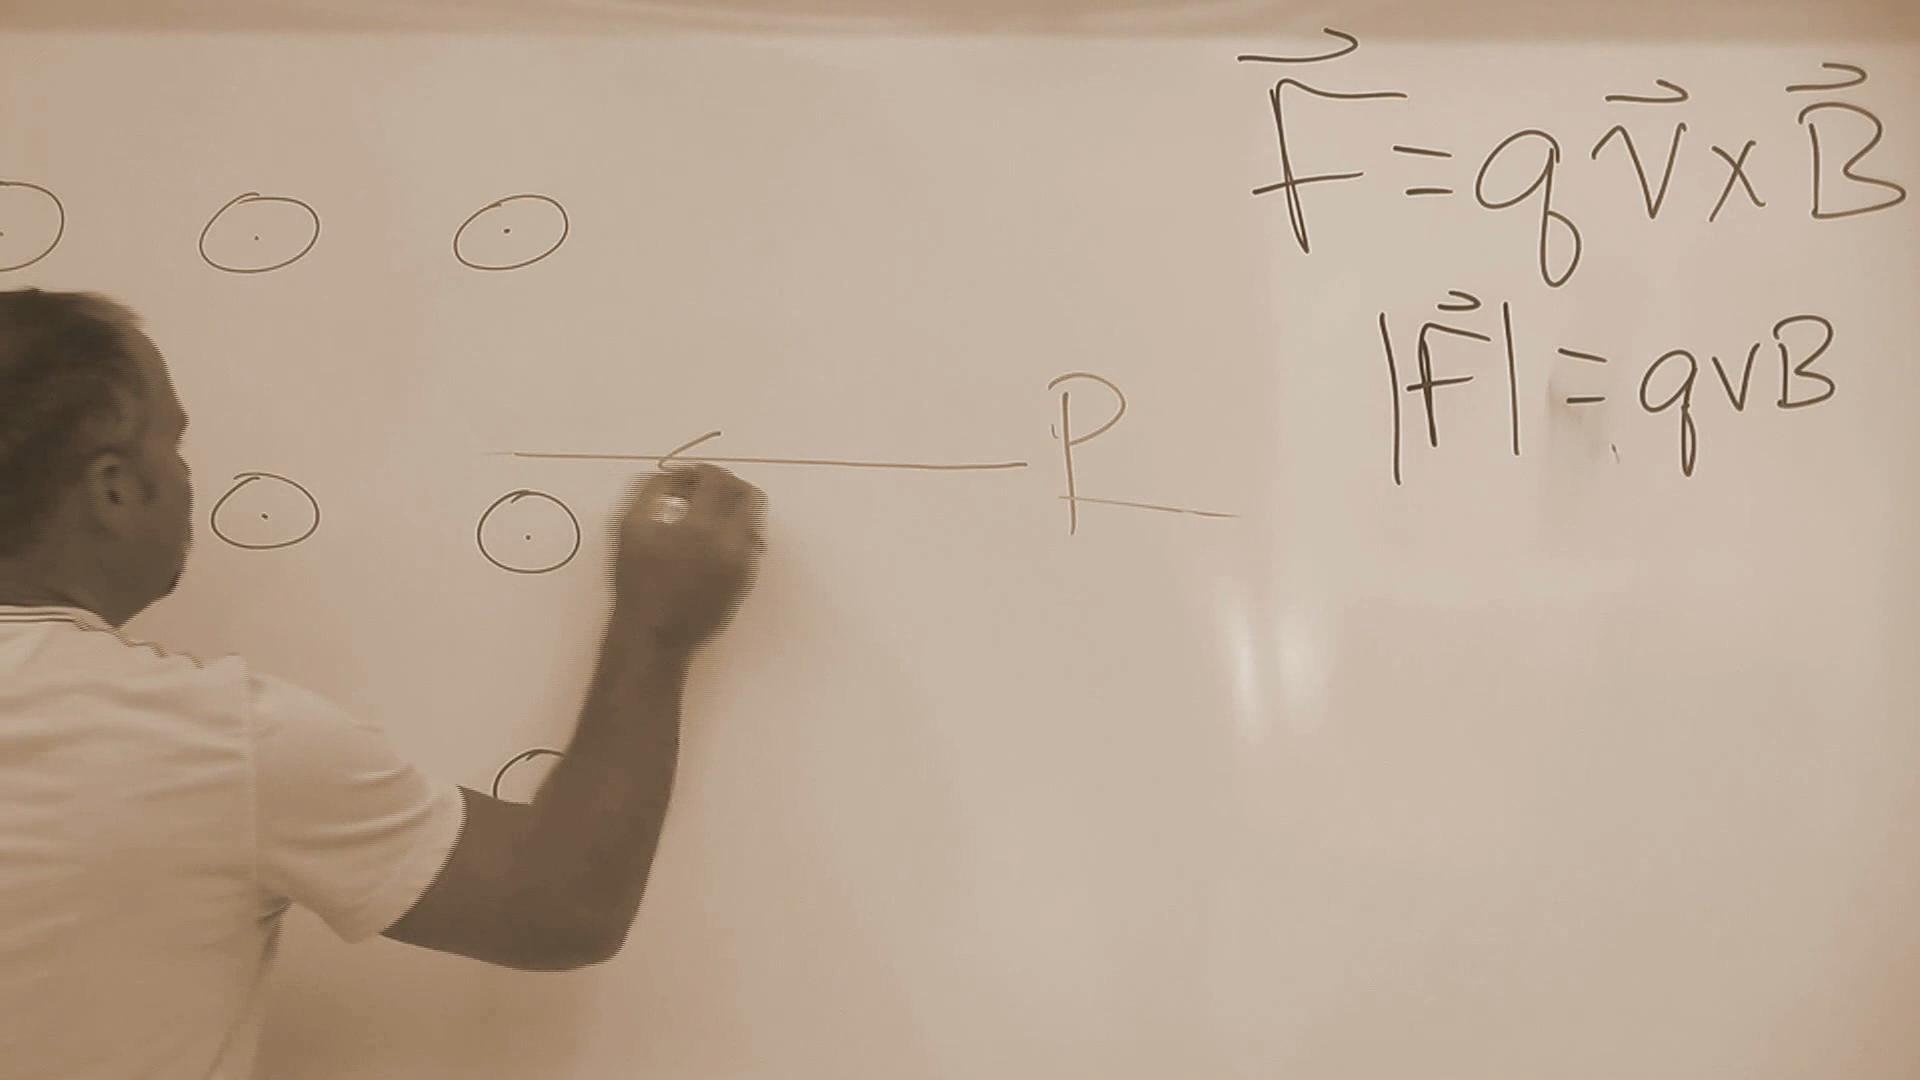 F⃗ = q v⃗ × B⃗
|F⃗| = qvB
P